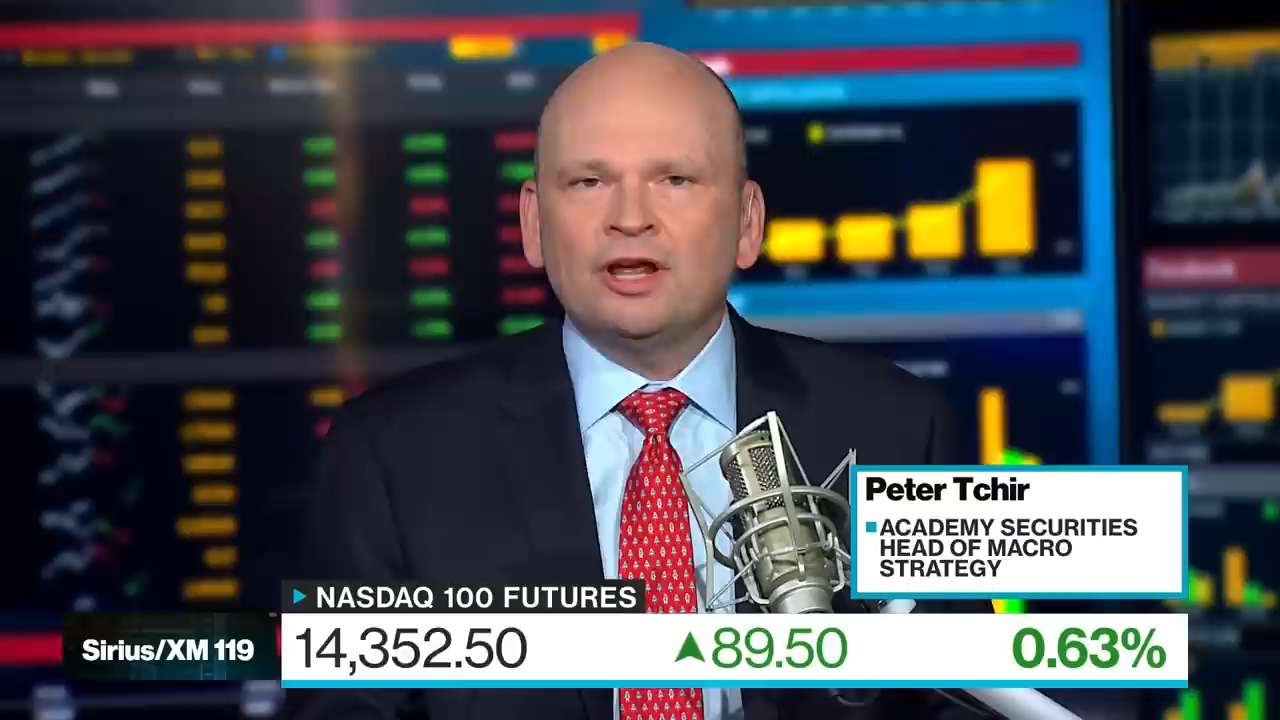 Peter Tchir
ACADEMY SECURITIES
HEAD OF MACRO
STRATEGY
NASDAQ 100 FUTURES
Sirius/XM 119
14,352.50
89.50
0.63%